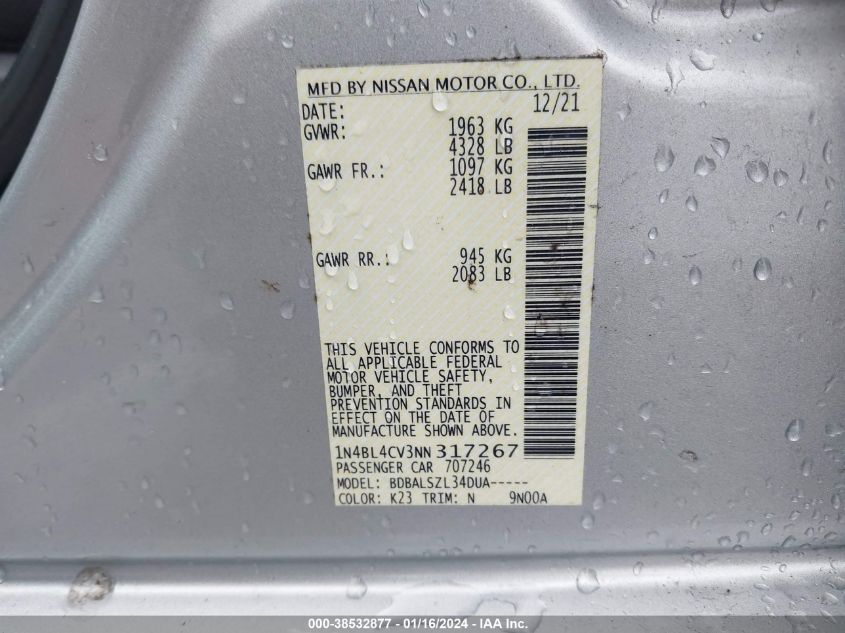 MFD BY NISSAN MOTOR CO., LTD.
DATE: 12/21
GVWR: 1963 KG
4328 LB
GAWR FR.: 1097 KG
2418 LB
GAWR RR.: 945 KG
2083 LB
THIS VEHICLE CONFORMS TO
ALL APPLICABLE FEDERAL
MOTOR VEHICLE SAFETY,
BUMPER, AND THEFT
PREVENTION STANDARDS IN
EFFECT ON THE DATE OF
MANUFACTURE SHOWN ABOVE.
1N4BL4CV3NN317267
PASSENGER CAR 707246
MODEL: BDBALSZL34DUA-----
COLOR: K23 TRIM: N 9N00A
000-38532877 - 01/16/2024 - IAA Inc.